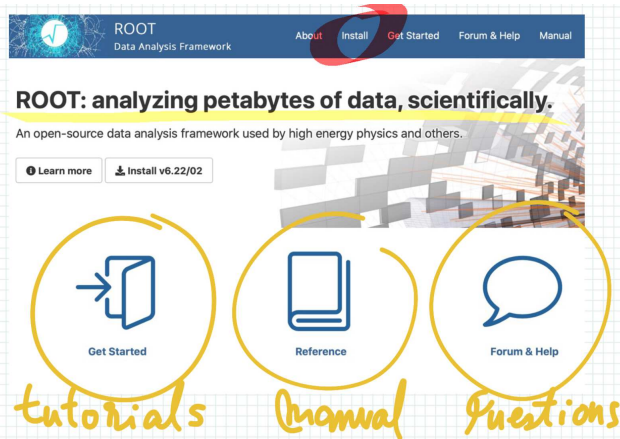 ROOT
Data Analysis Framework
About Install Get Started Forum & Help Manual
ROOT: analyzing petabytes of data, scientifically.
An open-source data analysis framework used by high energy physics and others.
Learn more Install v6.22/02
Get Started Reference Forum & Help
tutorials manual questions